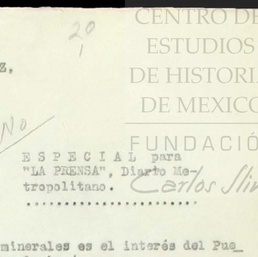 20
1
CENTRO DE
ESTUDIOS
Z,
DE HISTORIA
DE MEXICO
NO
FUNDACIÓ
E S P E C I A L para
"LA PRENSA", Diario Me-
tropolitano.
Carlos Slim
minerales es el interés del Pue_